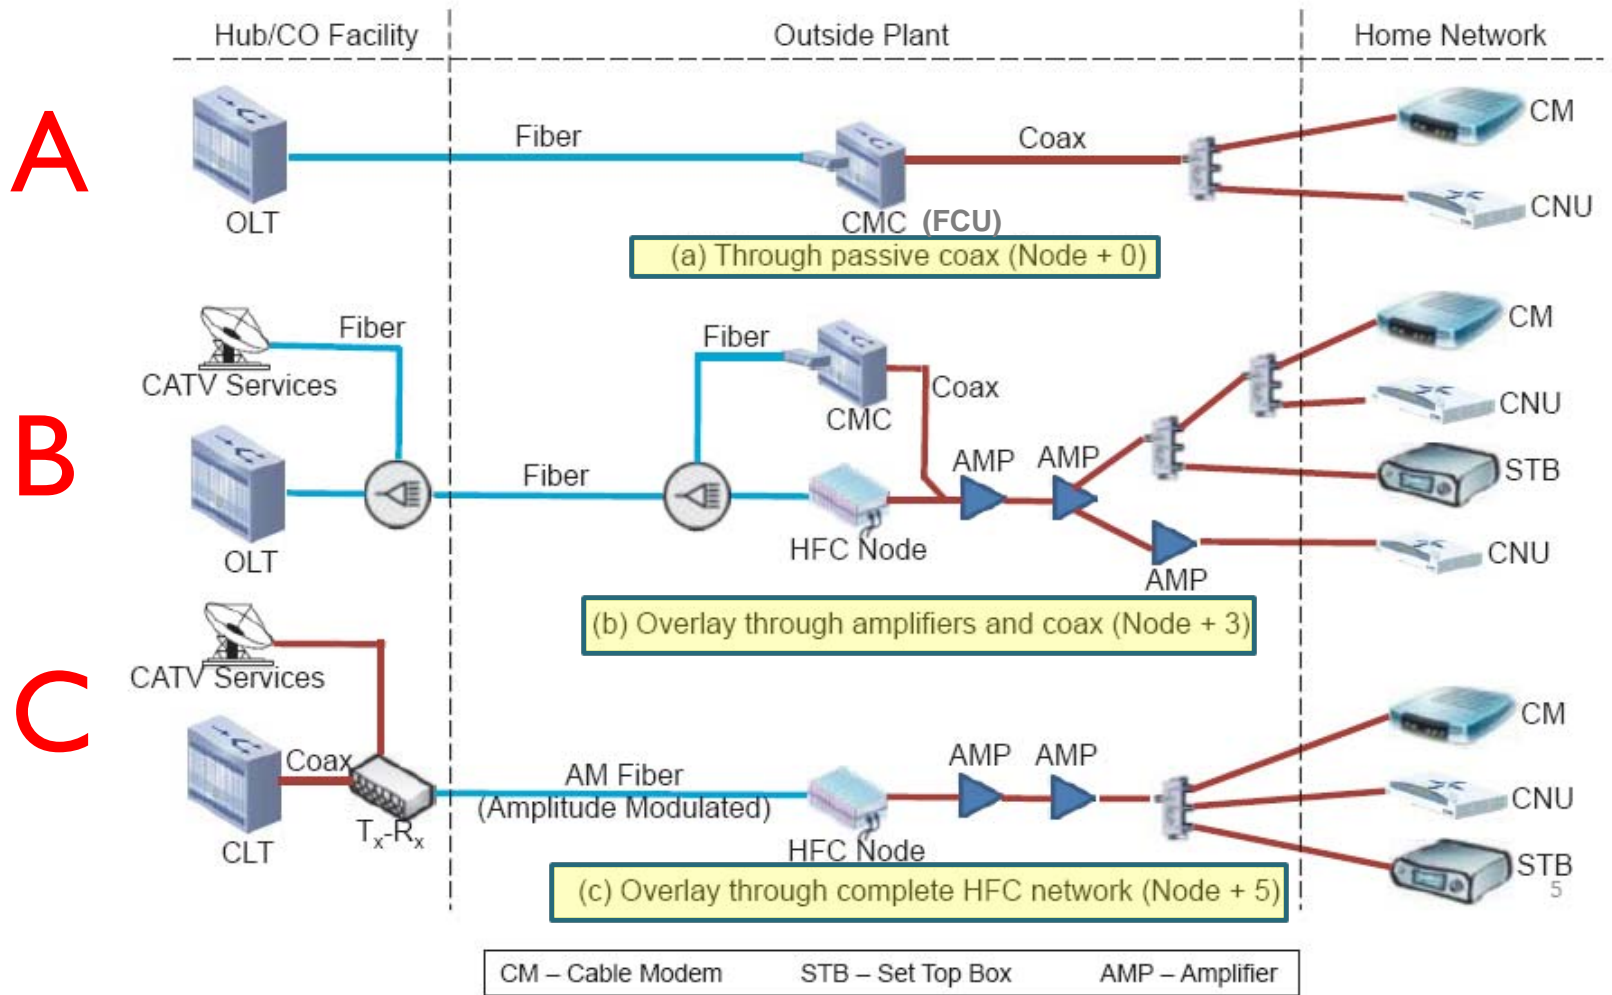 Hub/CO Facility
Outside Plant
Home Network
A
Fiber
Coax
CM
CNU
OLT
CMC (FCU)
(a) Through passive coax (Node + 0)
B
Fiber
CATV Services
Fiber
CMC
Coax
CM
CNU
AMP
AMP
STB
Fiber
OLT
HFC Node
AMP
CNU
(b) Overlay through amplifiers and coax (Node + 3)
C
CATV Services
Coax
CLT
Tx-Rx
AM Fiber
(Amplitude Modulated)
HFC Node
AMP
AMP
CM
CNU
STB
5
(c) Overlay through complete HFC network (Node + 5)
CM – Cable Modem
STB – Set Top Box
AMP – Amplifier